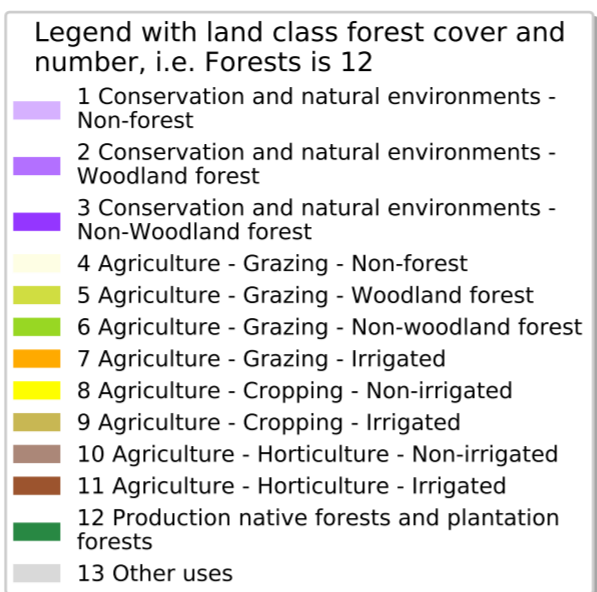 Legend with land class forest cover and
number, i.e. Forests is 12
1 Conservation and natural environments -
Non-forest
2 Conservation and natural environments -
Woodland forest
3 Conservation and natural environments -
Non-Woodland forest
4 Agriculture - Grazing - Non-forest
5 Agriculture - Grazing - Woodland forest
6 Agriculture - Grazing - Non-woodland forest
7 Agriculture - Grazing - Irrigated
8 Agriculture - Cropping - Non-irrigated
9 Agriculture - Cropping - Irrigated
10 Agriculture - Horticulture - Non-irrigated
11 Agriculture - Horticulture - Irrigated
12 Production native forests and plantation
forests
13 Other uses